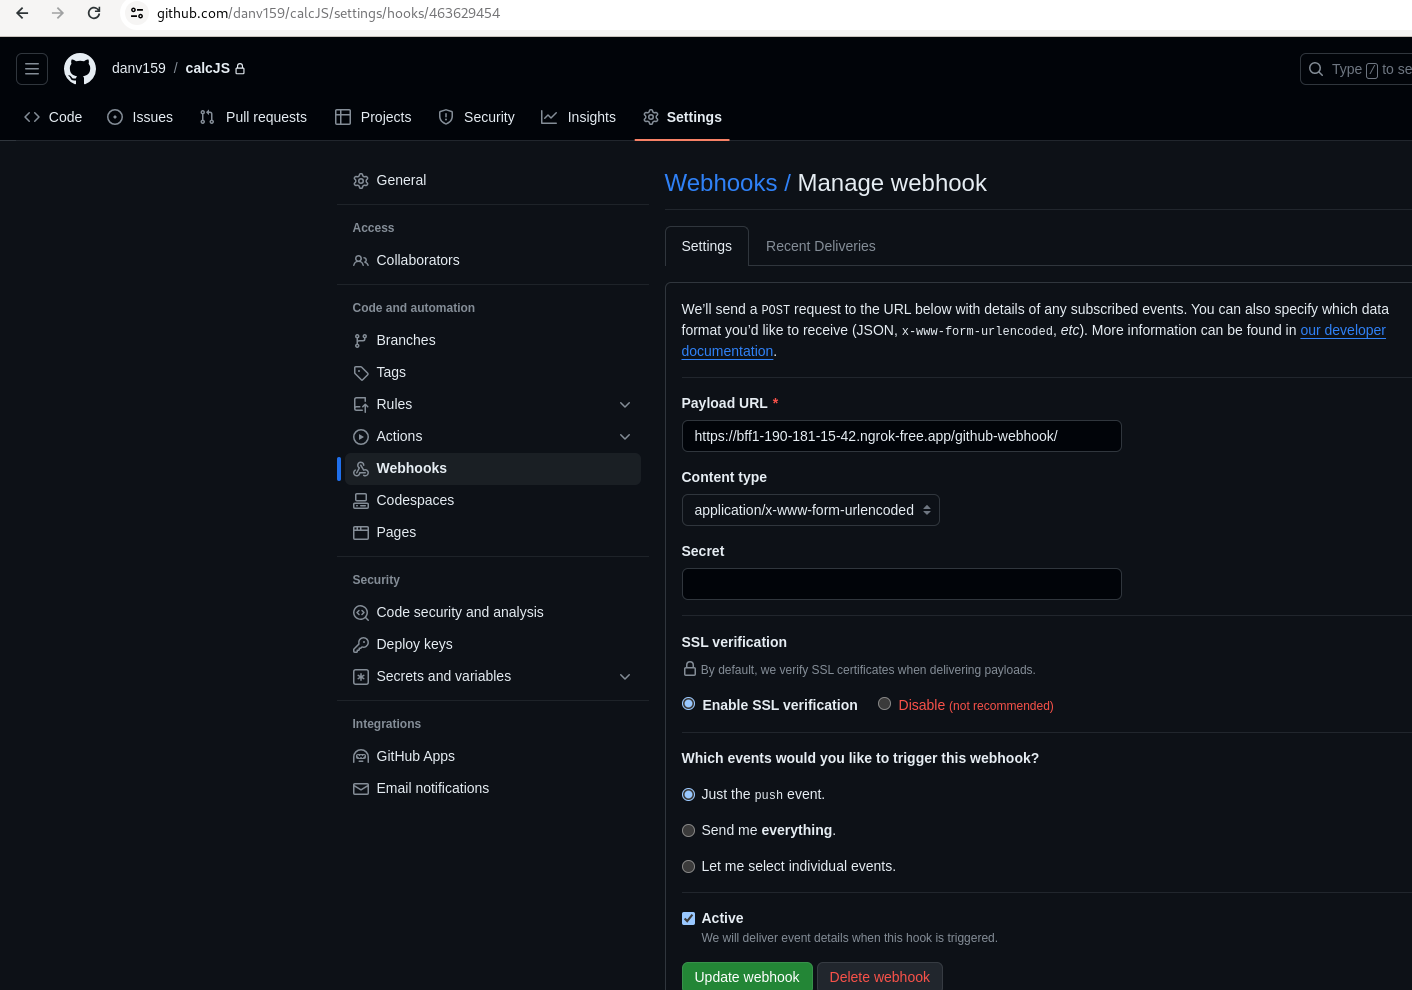 github.com/danv159/calcJS/settings/hooks/463629454
danv159 / calcJS
Type / to se
Code Issues Pull requests Projects Security Insights Settings
General
Access
Collaborators
Code and automation
Branches
Tags
Rules
Actions
Webhooks
Codespaces
Pages
Security
Code security and analysis
Deploy keys
Secrets and variables
Integrations
GitHub Apps
Email notifications
Webhooks / Manage webhook
Settings Recent Deliveries
We'll send a POST request to the URL below with details of any subscribed events. You can also specify which data
format you'd like to receive (JSON, x-www-form-urlencoded, etc). More information can be found in our developer
documentation.
Payload URL *
https://bff1-190-181-15-42.ngrok-free.app/github-webhook/
Content type
application/x-www-form-urlencoded
Secret
SSL verification
By default, we verify SSL certificates when delivering payloads.
Enable SSL verification Disable (not recommended)
Which events would you like to trigger this webhook?
Just the push event.
Send me everything.
Let me select individual events.
Active
We will deliver event details when this hook is triggered.
Update webhook Delete webhook